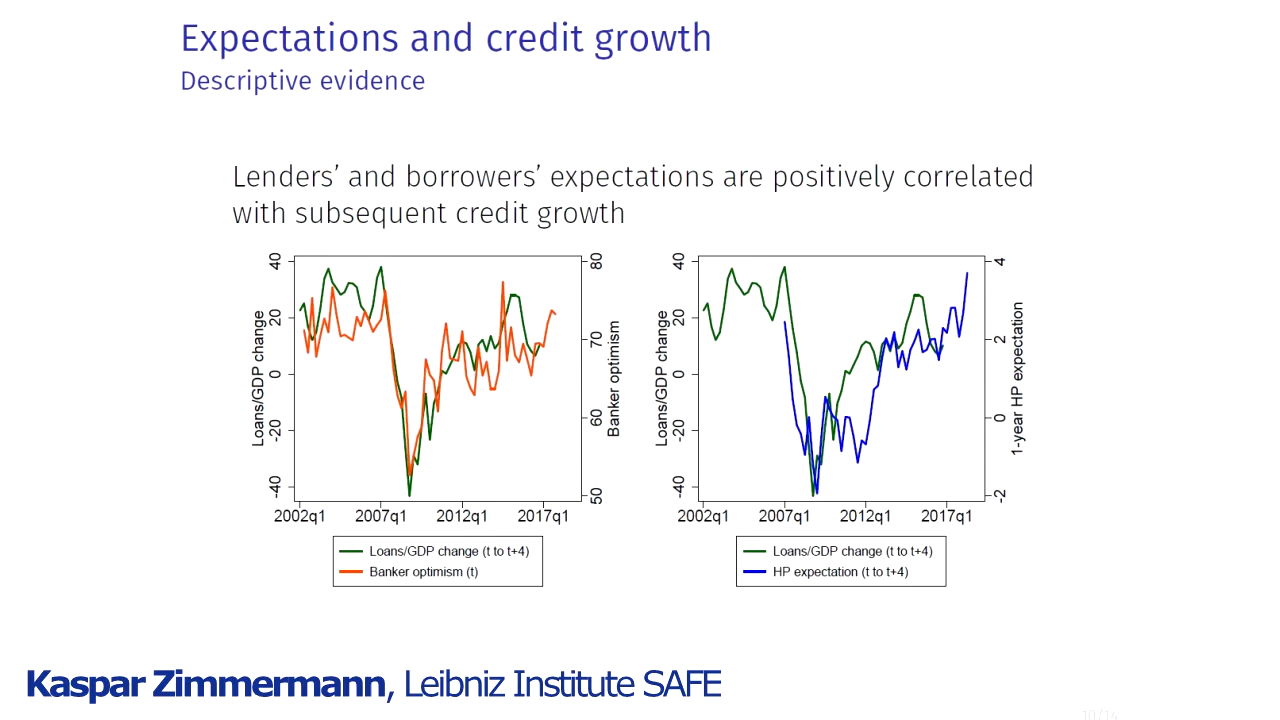 Expectations and credit growth
Descriptive evidence
Lenders’ and borrowers’ expectations are positively correlated
with subsequent credit growth
Loans/GDP change
40
20
0
-20
-40
80
70
60
50
Banker optimism
2002q1 2007q1 2012q1 2017q1
Loans/GDP change (t to t+4)
Banker optimism (t)
Loans/GDP change
40
20
0
-20
-40
4
2
0
-2
1-year HP expectation
2002q1 2007q1 2012q1 2017q1
Loans/GDP change (t to t+4)
HP expectation (t to t+4)
Kaspar Zimmermann, Leibniz Institute SAFE
10/14